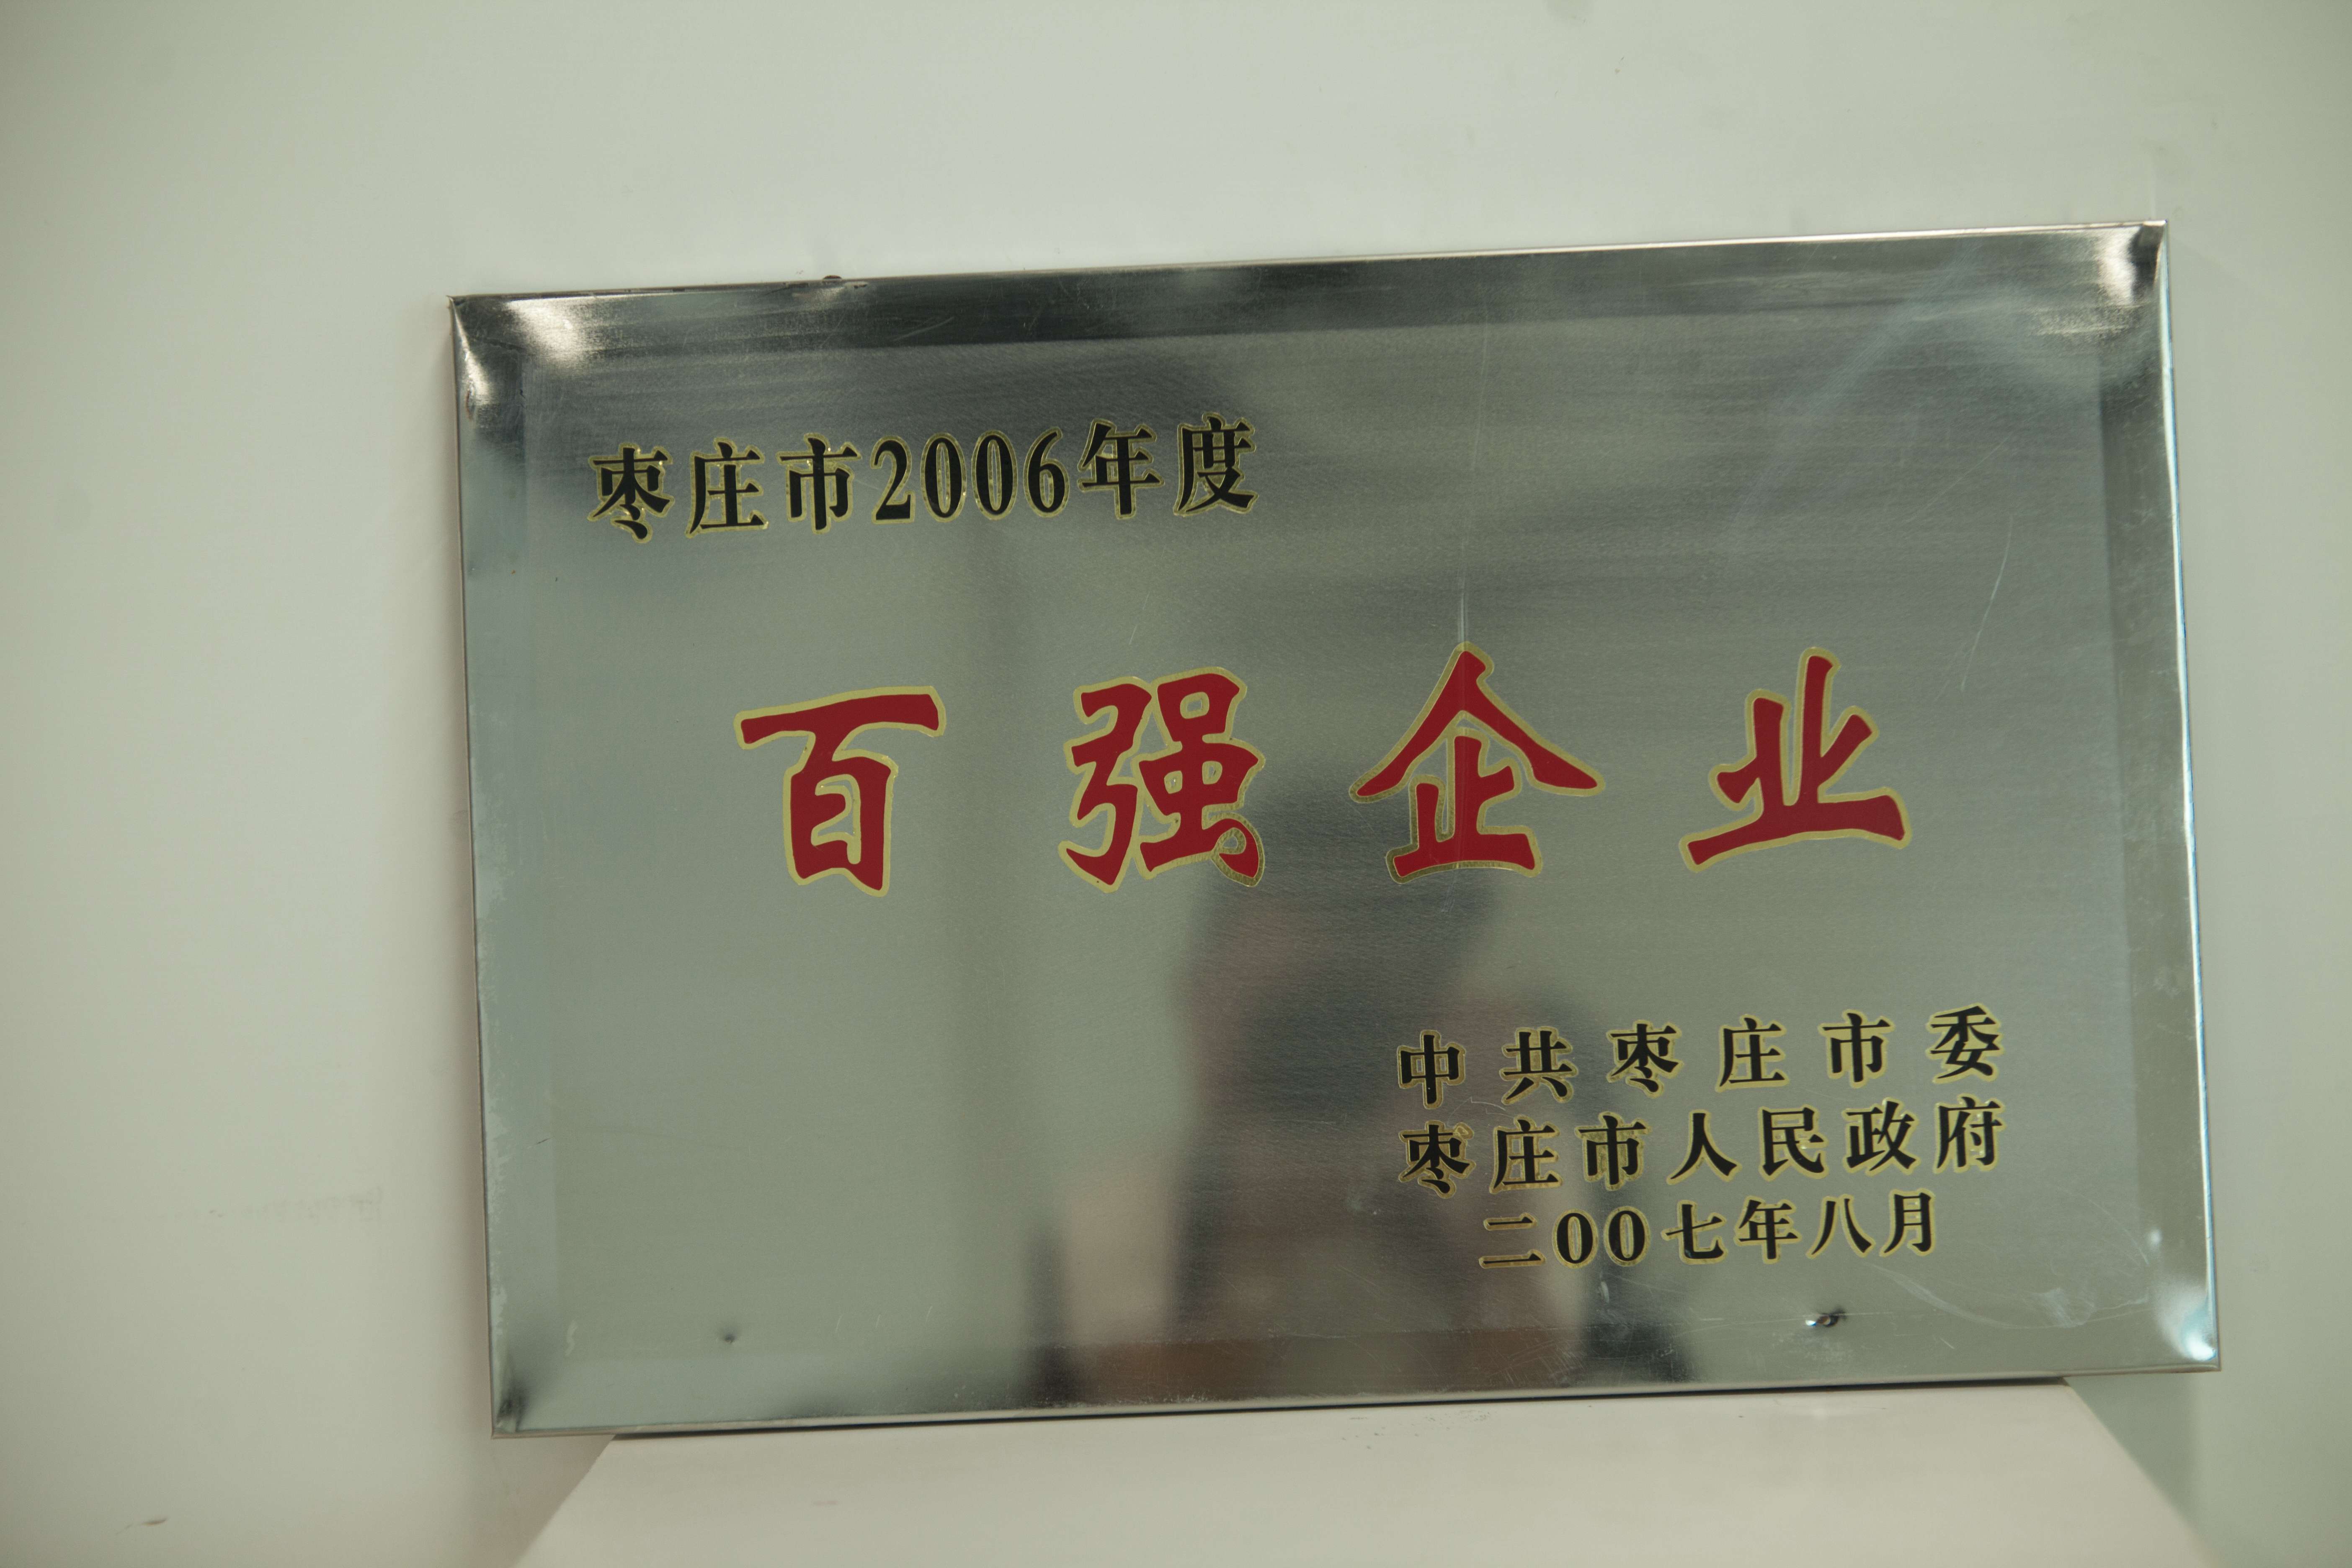 枣庄市2006年度
百强企业
中共枣庄市委
枣庄市人民政府
二00七年八月